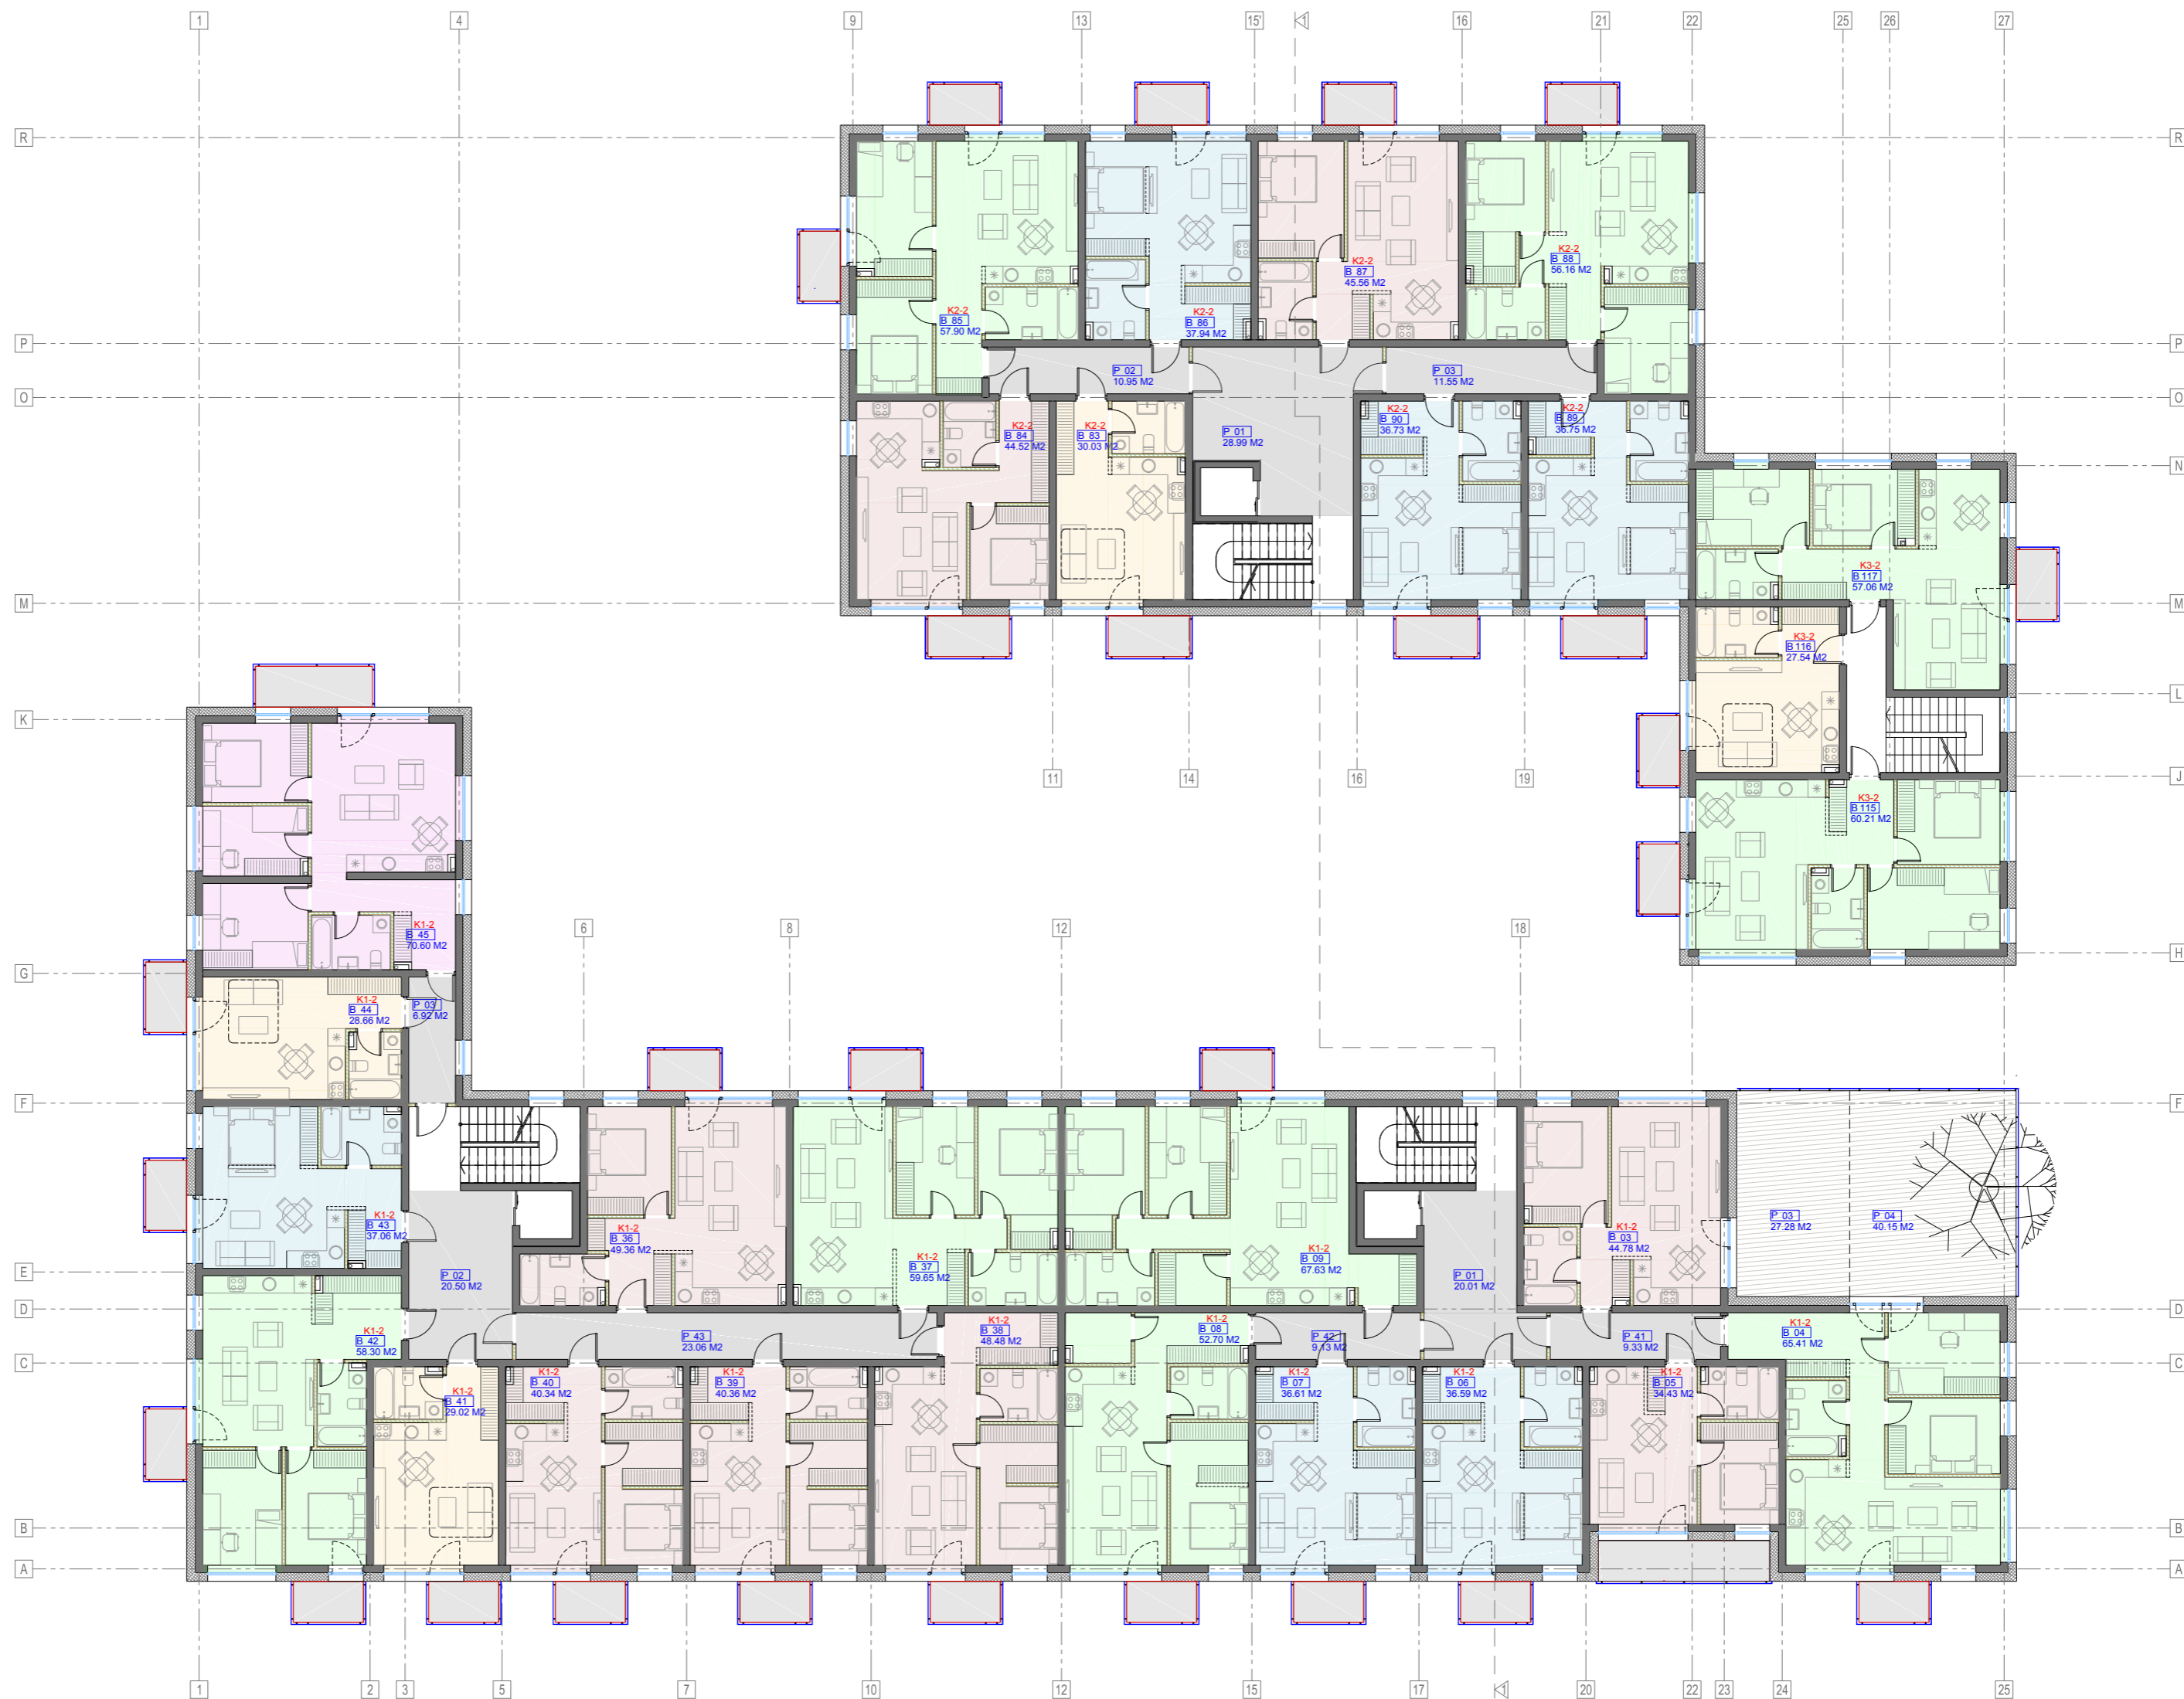 1
4
9
13
15'
1
16
21
22
25
26
27
R
R
K2-2
B 85
57.90 M2
K2-2
B 86
37.94 M2
K2-2
B 87
45.56 M2
K2-2
B 88
56.16 M2
P
P
P 02
10.95 M2
P 03
11.55 M2
O
O
K2-2
B 84
44.52 M2
K2-2
B 83
30.03 M2
P 01
28.99 M2
K2-2
B 90
36.73 M2
K2-2
B 89
36.75 M2
N
K3-2
B 117
57.06 M2
M
M
K3-2
B 116
27.54 M2
L
K
11
14
16
19
J
K3-2
B 115
60.21 M2
K1-2
B 45
70.60 M2
6
8
12
18
G
H
K1-2
B 44
28.66 M2
P 03
6.92 M2
F
F
K1-2
B 43
37.06 M2
K1-2
B 36
49.36 M2
K1-2
B 37
59.65 M2
K1-2
B 09
67.63 M2
K1-2
B 03
44.78 M2
P 03
27.28 M2
P 04
40.15 M2
E
P 02
20.50 M2
P 01
20.01 M2
D
D
K1-2
B 42
58.30 M2
P 43
23.06 M2
K1-2
B 38
48.48 M2
K1-2
B 08
52.70 M2
P 42
9.13 M2
P 41
9.33 M2
K1-2
B 04
65.41 M2
C
C
K1-2
B 41
29.02 M2
K1-2
B 40
40.34 M2
K1-2
B 39
40.36 M2
K1-2
B 07
36.61 M2
K1-2
B 06
36.59 M2
K1-2
B 05
34.43 M2
B
B
A
A
1
2
3
5
7
10
12
15
17
1
20
22
23
24
25